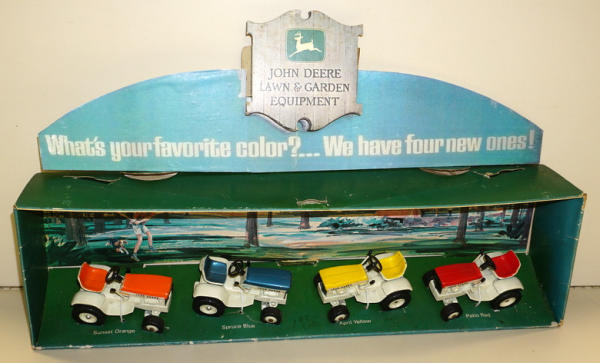 JOHN DEERE
LAWN & GARDEN
EQUIPMENT
What's your favorite color?... We have four new ones!
Sunset Orange
Spruce Blue
April Yellow
Patio Red